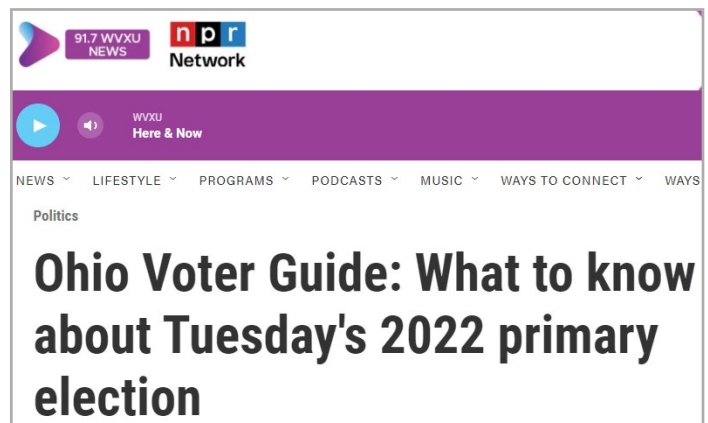 91.7 WVXU
NEWS
npr
Network
WVXU
Here & Now
NEWS LIFESTYLE PROGRAMS PODCASTS MUSIC WAYS TO CONNECT WAYS
Politics
Ohio Voter Guide: What to know
about Tuesday's 2022 primary
election